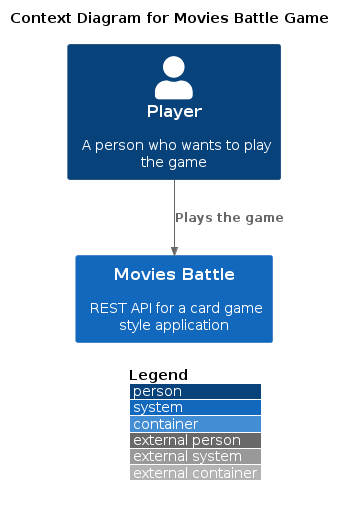 Context Diagram for Movies Battle Game
Player
A person who wants to play
the game
Plays the game
Movies Battle
REST API for a card game
style application
Legend
person
system
container
external person
external system
external container